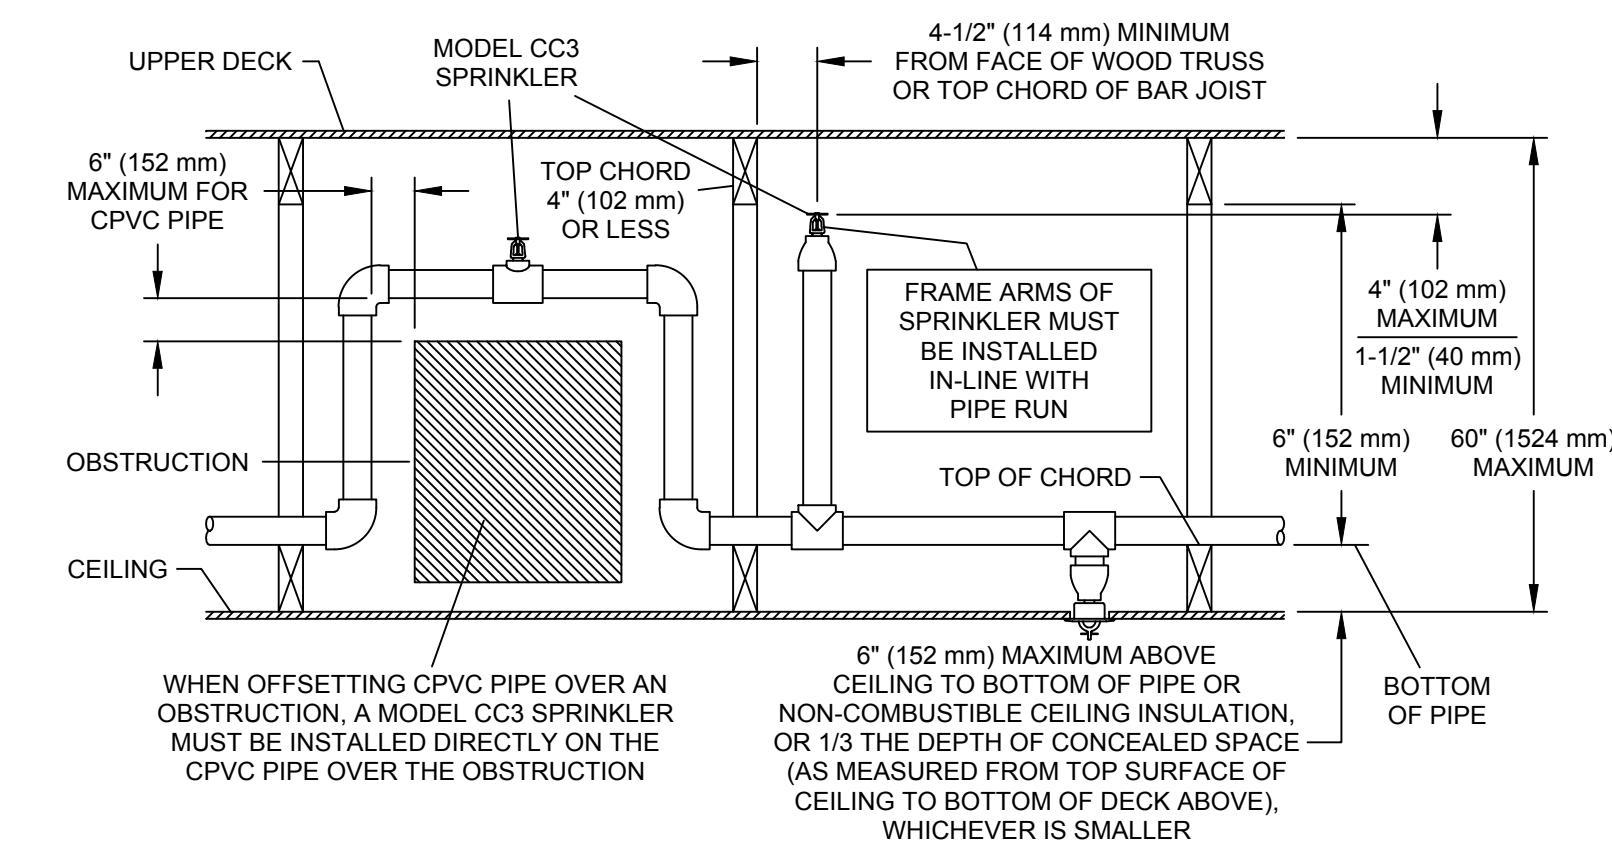 UPPER DECK
MODEL CC3
SPRINKLER
4-1/2" (114 mm) MINIMUM
FROM FACE OF WOOD TRUSS
OR TOP CHORD OF BAR JOIST
6" (152 mm)
MAXIMUM FOR
CPVC PIPE
TOP CHORD
4" (102 mm)
OR LESS
FRAME ARMS OF
SPRINKLER MUST
BE INSTALLED
IN-LINE WITH
PIPE RUN
4" (102 mm)
MAXIMUM
1-1/2" (40 mm)
MINIMUM
6" (152 mm)
MINIMUM
60" (1524 mm)
MAXIMUM
OBSTRUCTION
TOP OF CHORD
CEILING
WHEN OFFSETTING CPVC PIPE OVER AN
OBSTRUCTION, A MODEL CC3 SPRINKLER
MUST BE INSTALLED DIRECTLY ON THE
CPVC PIPE OVER THE OBSTRUCTION
6" (152 mm) MAXIMUM ABOVE
CEILING TO BOTTOM OF PIPE OR
NON-COMBUSTIBLE CEILING INSULATION,
OR 1/3 THE DEPTH OF CONCEALED SPACE
(AS MEASURED FROM TOP SURFACE OF
CEILING TO BOTTOM OF DECK ABOVE),
WHICHEVER IS SMALLER
BOTTOM
OF PIPE